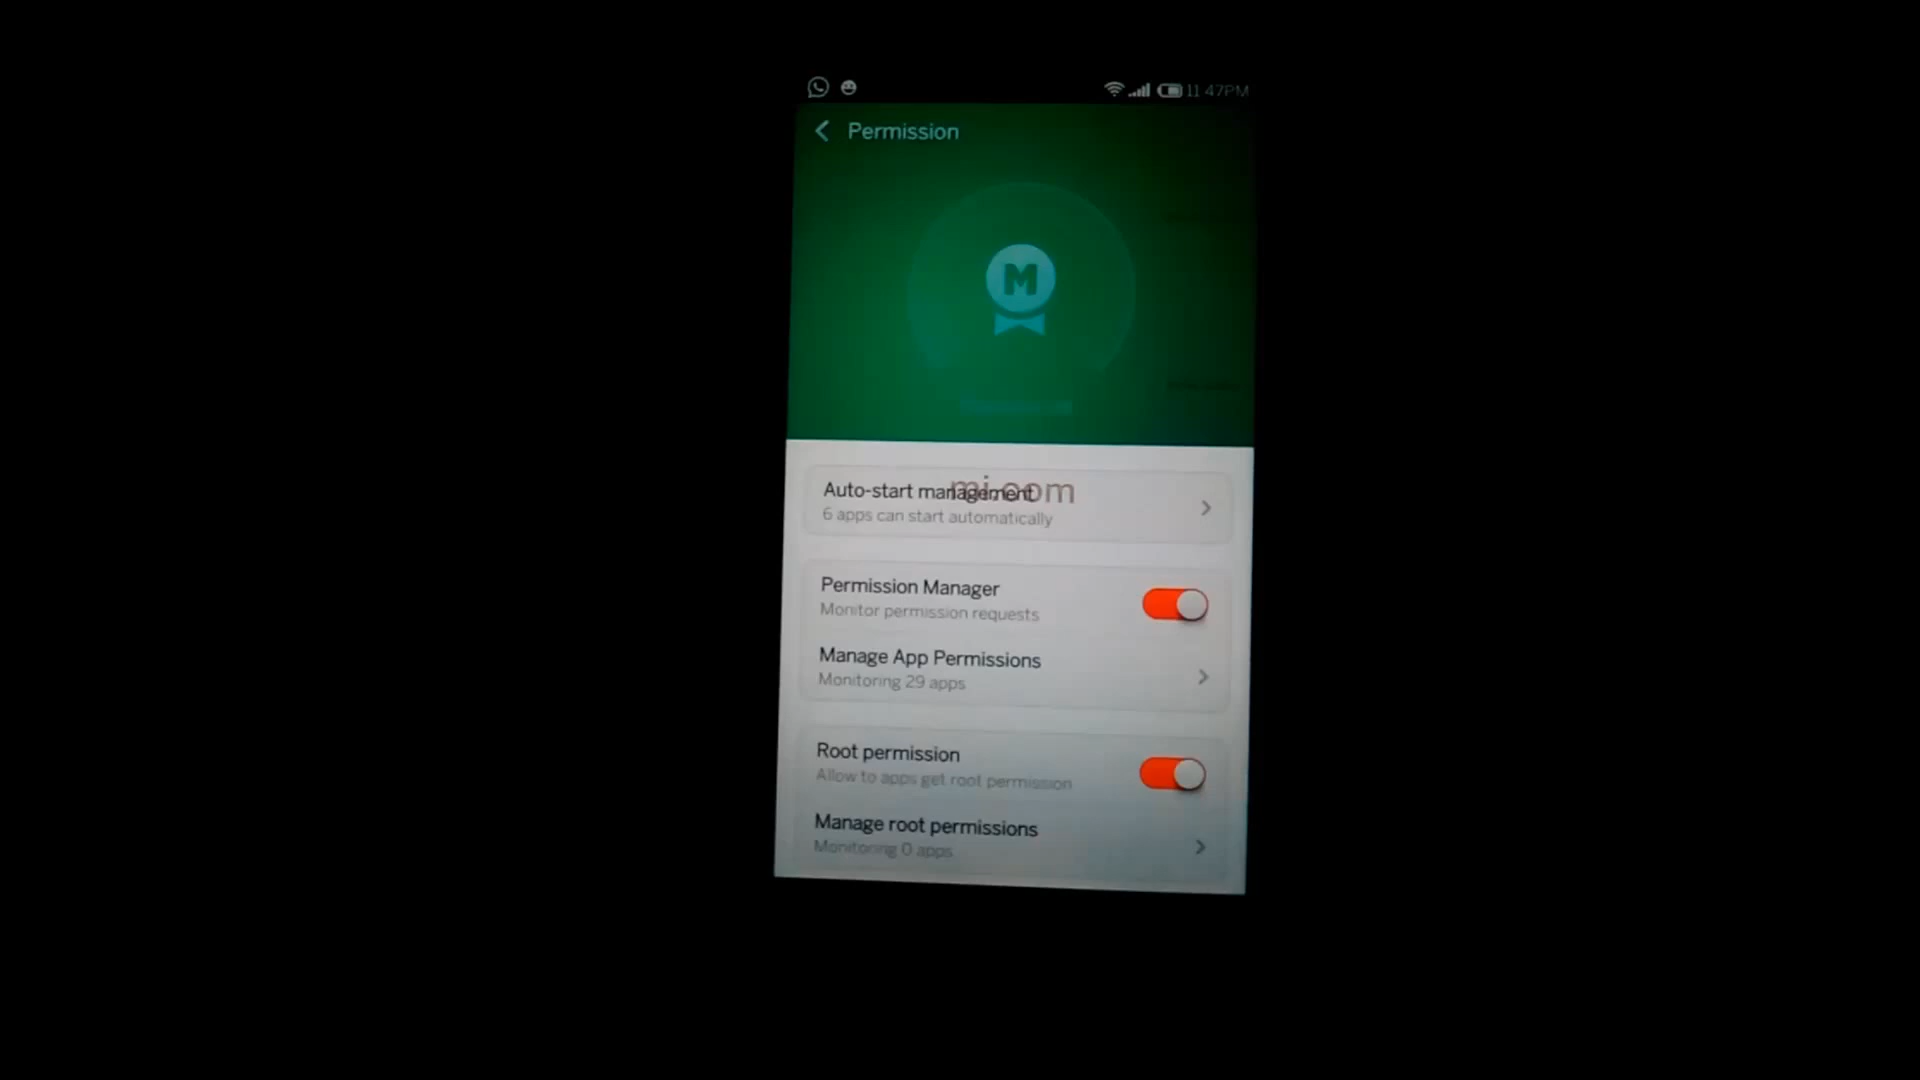 11:47PM
Permission
M
mi.com
Auto-start management
6 apps can start automatically
Permission Manager
Monitor permission requests
Manage App Permissions
Monitoring 29 apps
Root permission
Allow to apps get root permission
Manage root permissions
Monitoring 0 apps